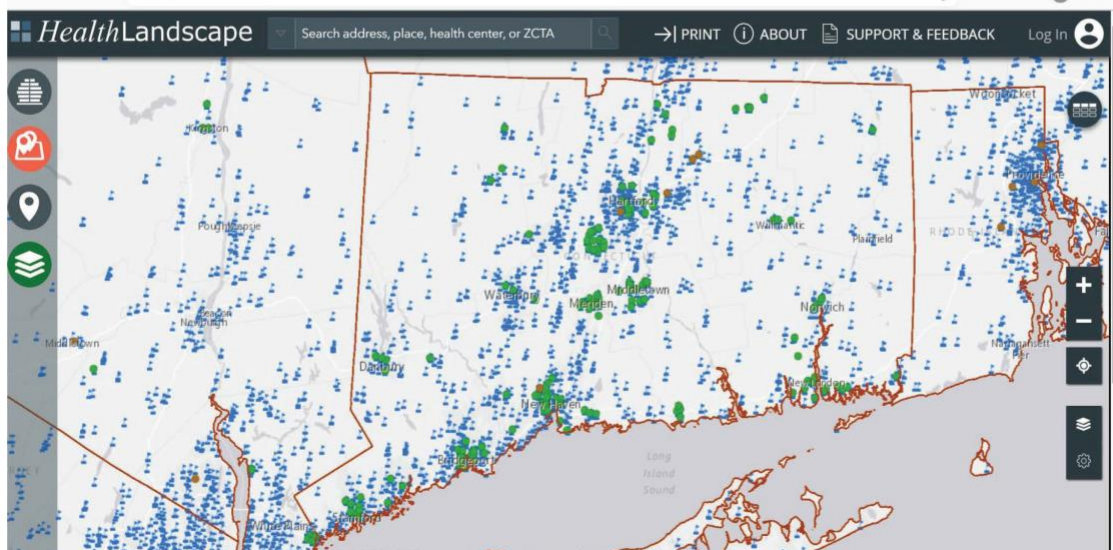 HealthLandscape
Search address, place, health center, or ZCTA
PRINT
ABOUT
SUPPORT & FEEDBACK
Log In
Woonsocket
Kingston
Providence
Hartford
Poughkeepsie
Willimantic
Plainfield
CONNECTICUT
Waterbury
Meriden
Middletown
Norwich
Beacon
Newburgh
Middletown
Narragansett
Pier
Danbury
New London
New Haven
Bridgeport
Long
Island
Sound
White Plains
Stamford